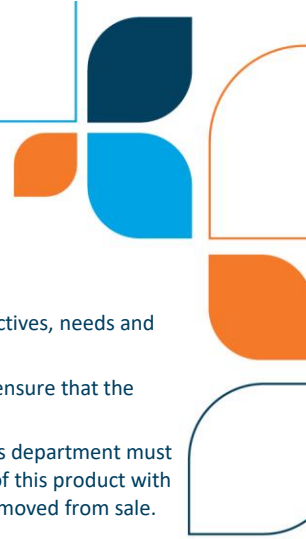 ctives, needs and
ensure that the
s department must
of this product with
moved from sale.